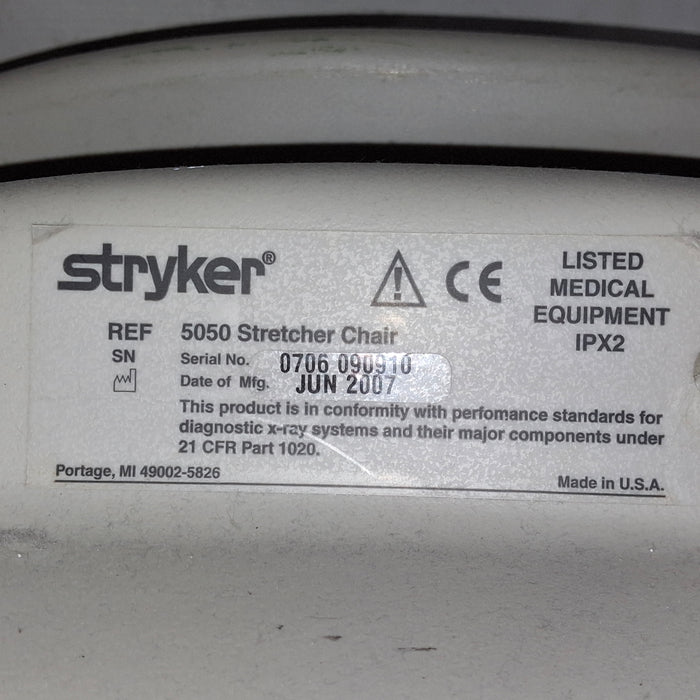 stryker®
CE
LISTED
MEDICAL
EQUIPMENT
IPX2
REF 5050 Stretcher Chair
SN Serial No. 0706 090910
Date of Mfg. JUN 2007
This product is in conformity with perfomance standards for
diagnostic x-ray systems and their major components under
21 CFR Part 1020.
Portage, MI 49002-5826
Made in U.S.A.